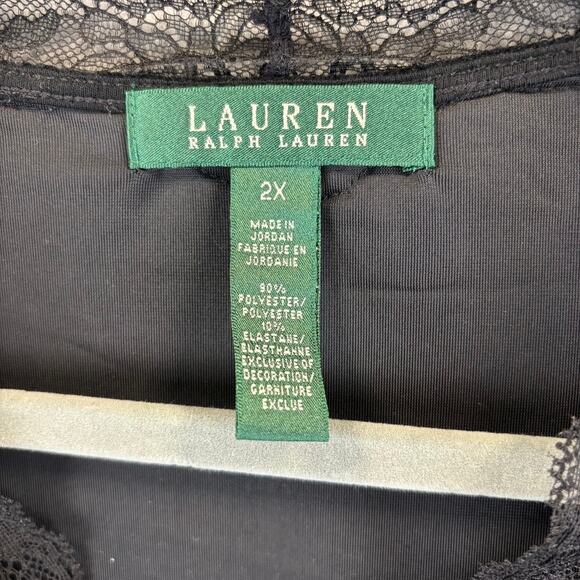 LAUREN
RALPH LAUREN
2X
MADE IN
JORDAN
FABRIQUE EN
JORDANIE
90%
POLYESTER/
POLYESTER
10%
ELASTANE/
ELASTHANNE
EXCLUSIVE OF
DECORATION/
GARNITURE
EXCLUE